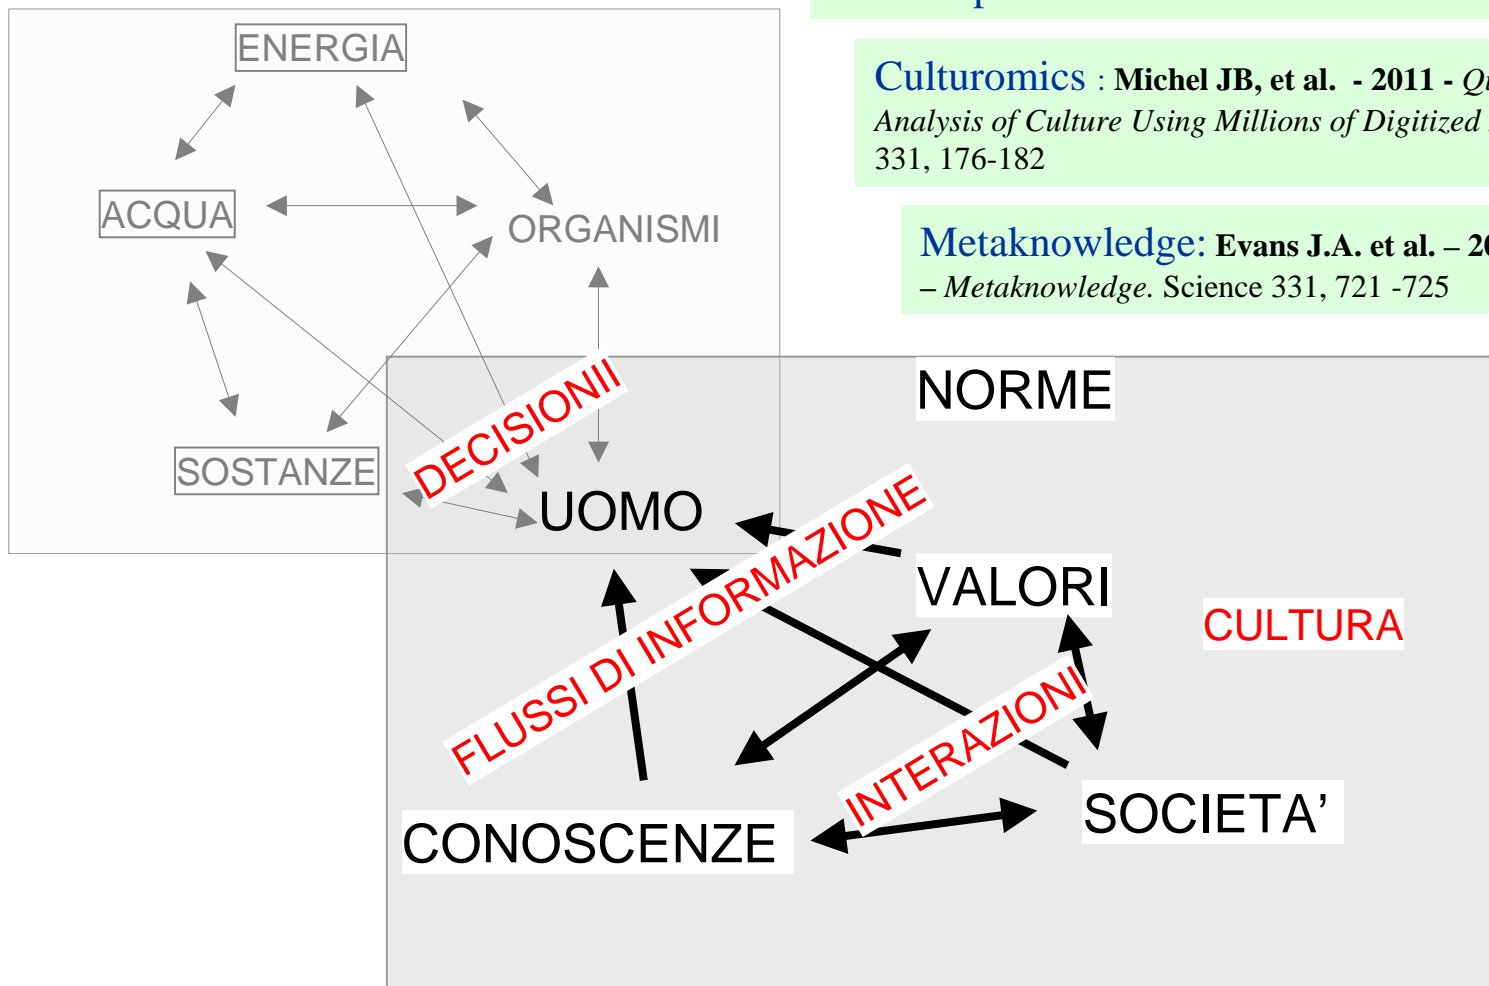 ENERGIA
Culturomics : Michel JB, et al. - 2011 -
Analysis of Culture Using Millions of Digitized
331, 176-182
ACQUA
ORGANISMI
Metaknowledge: Evans J.A. et al. –
– Metaknowledge. Science 331, 721 -725
DECISIONII
NORME
SOSTANZE
UOMO
FLUSSI DI INFORMAZIONE
VALORI
CULTURA
INTERAZIONI
SOCIETA’
CONOSCENZE